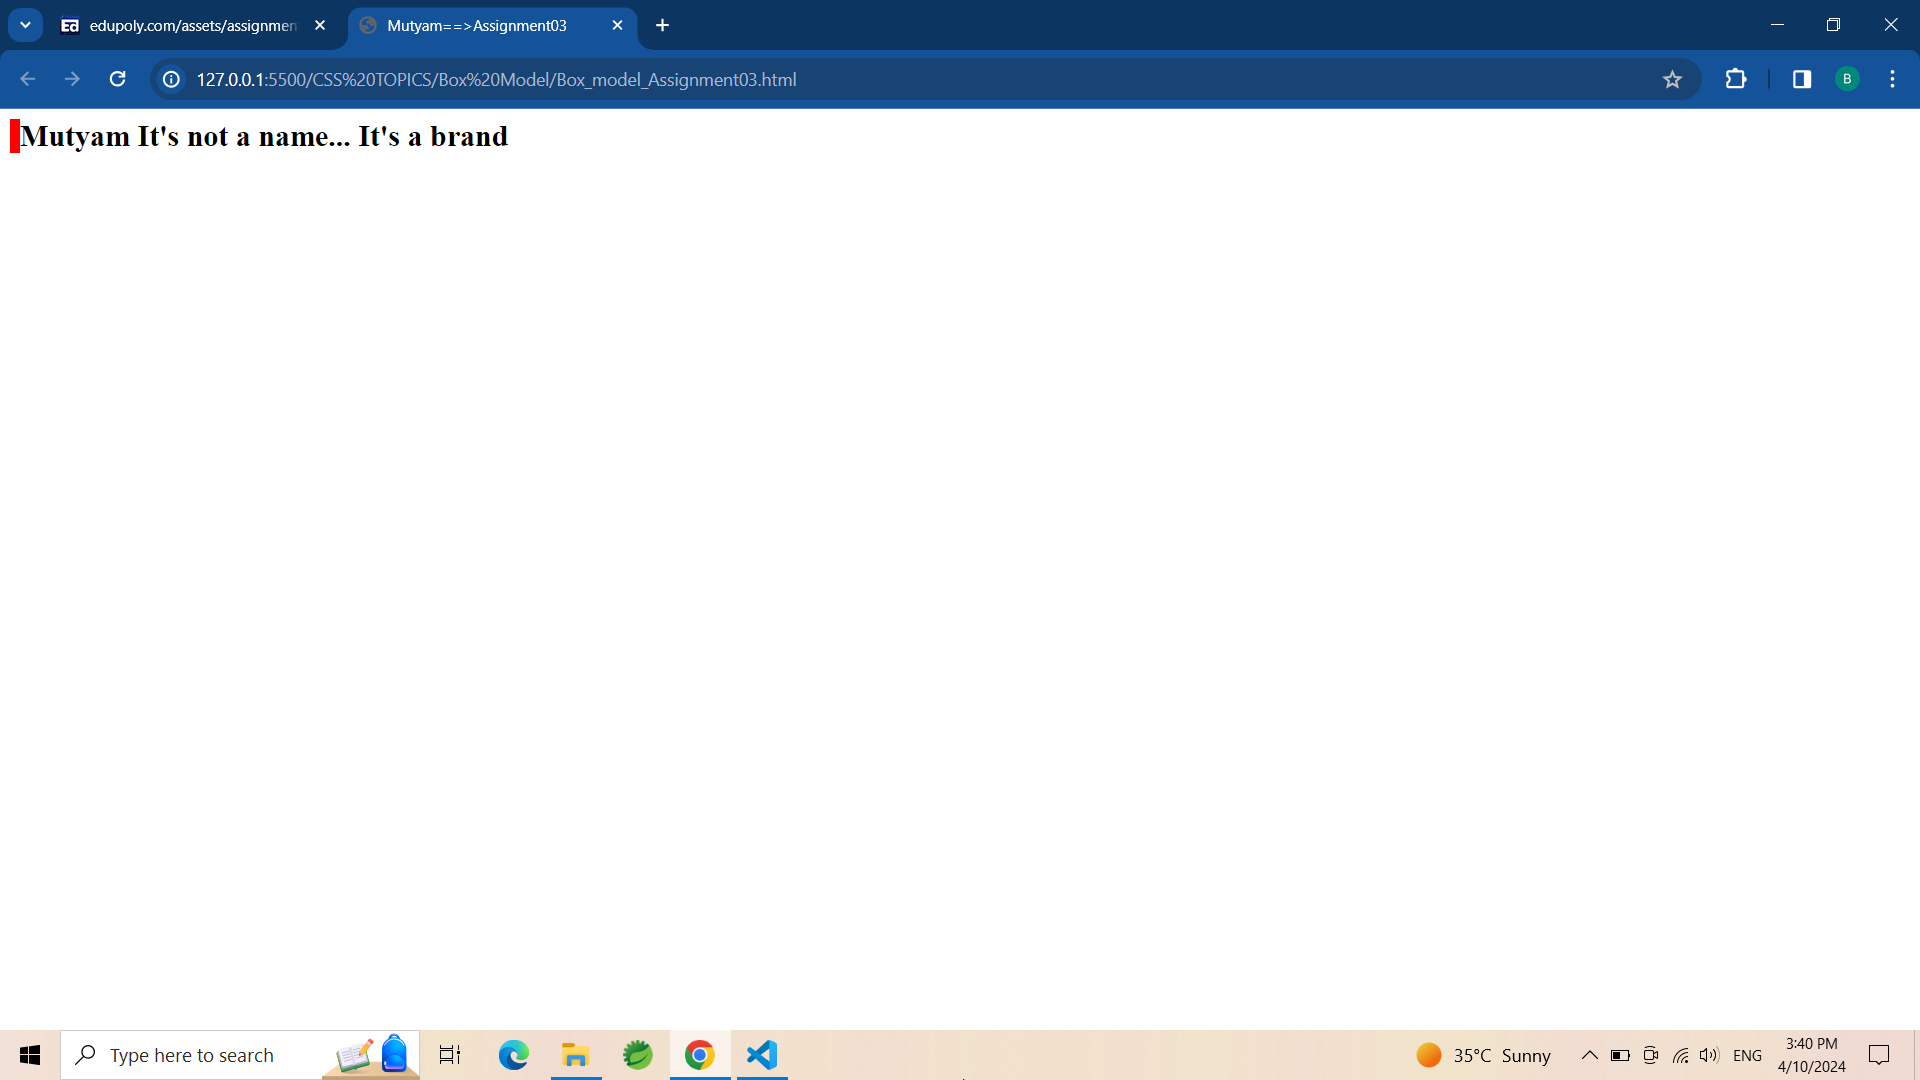 edupoly.com/assets/assignmen
Mutyam==>Assignment03
127.0.0.1:5500/CSS%20TOPICS/Box%20Model/Box_model_Assignment03.html
B
Mutyam It's not a name... It's a brand
Type here to search
35°C Sunny
ENG
3:40 PM
4/10/2024